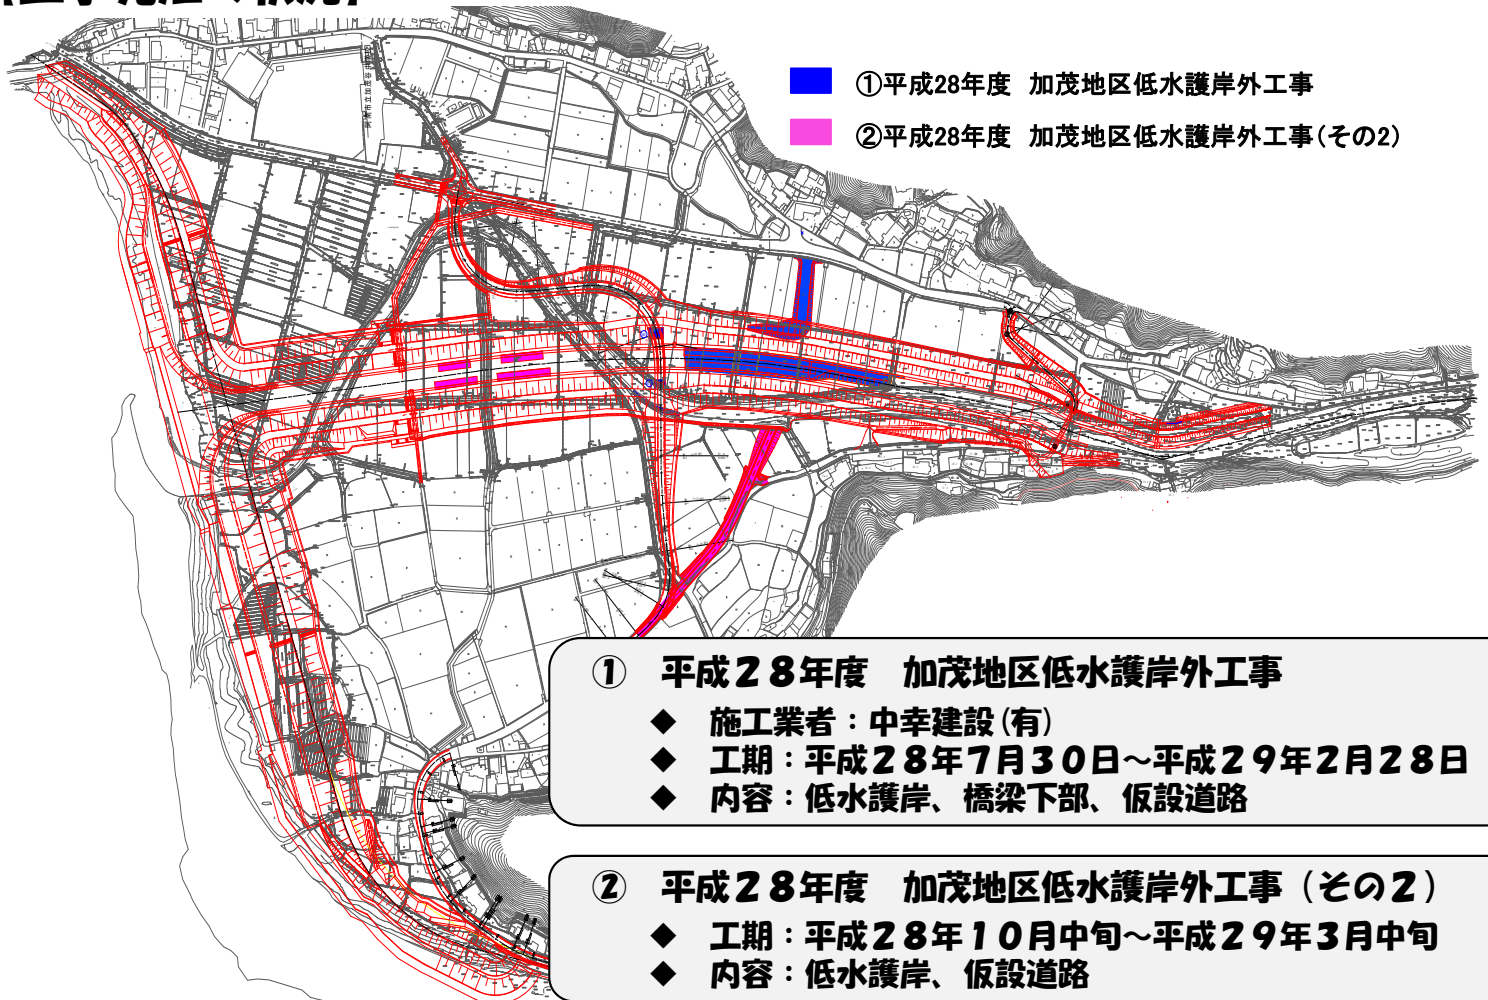 ①平成28年度 加茂地区低水護岸外工事
②平成28年度 加茂地区低水護岸外工事(その2)
① 平成２８年度 加茂地区低水護岸外工事
◆ 施工業者：中幸建設(有)
◆ 工期：平成２８年７月３０日～平成２９年２月２８日
◆ 内容：低水護岸、橋梁下部、仮設道路
② 平成２８年度 加茂地区低水護岸外工事（その２）
◆ 工期：平成２８年１０月中旬～平成２９年３月中旬
◆ 内容：低水護岸、仮設道路